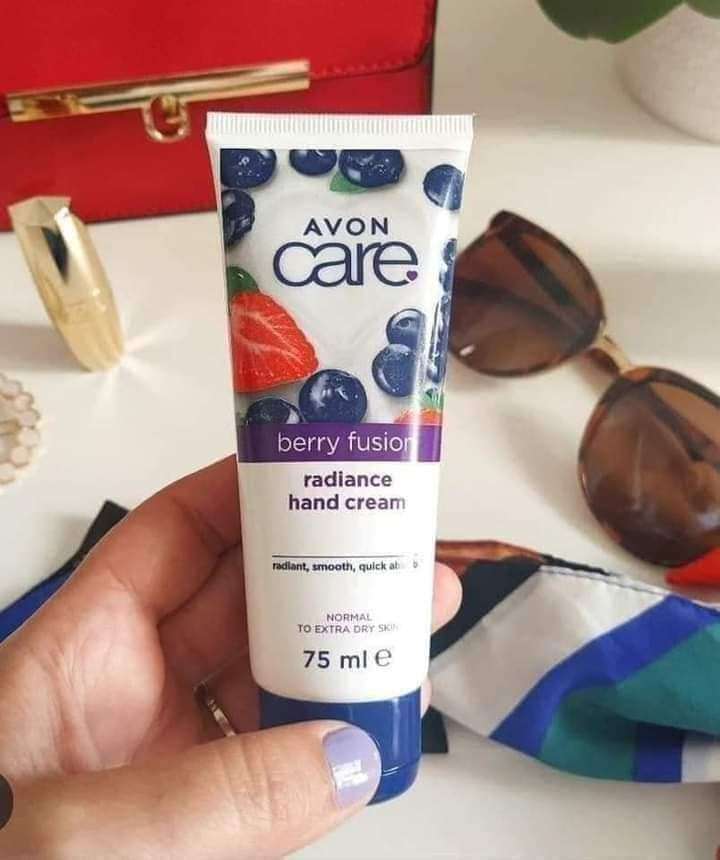 AVON
care
berry fusion
radiance
hand cream
radiant, smooth, quick
NORMAL
TO EXTRA DRY SKIN
75 ml e